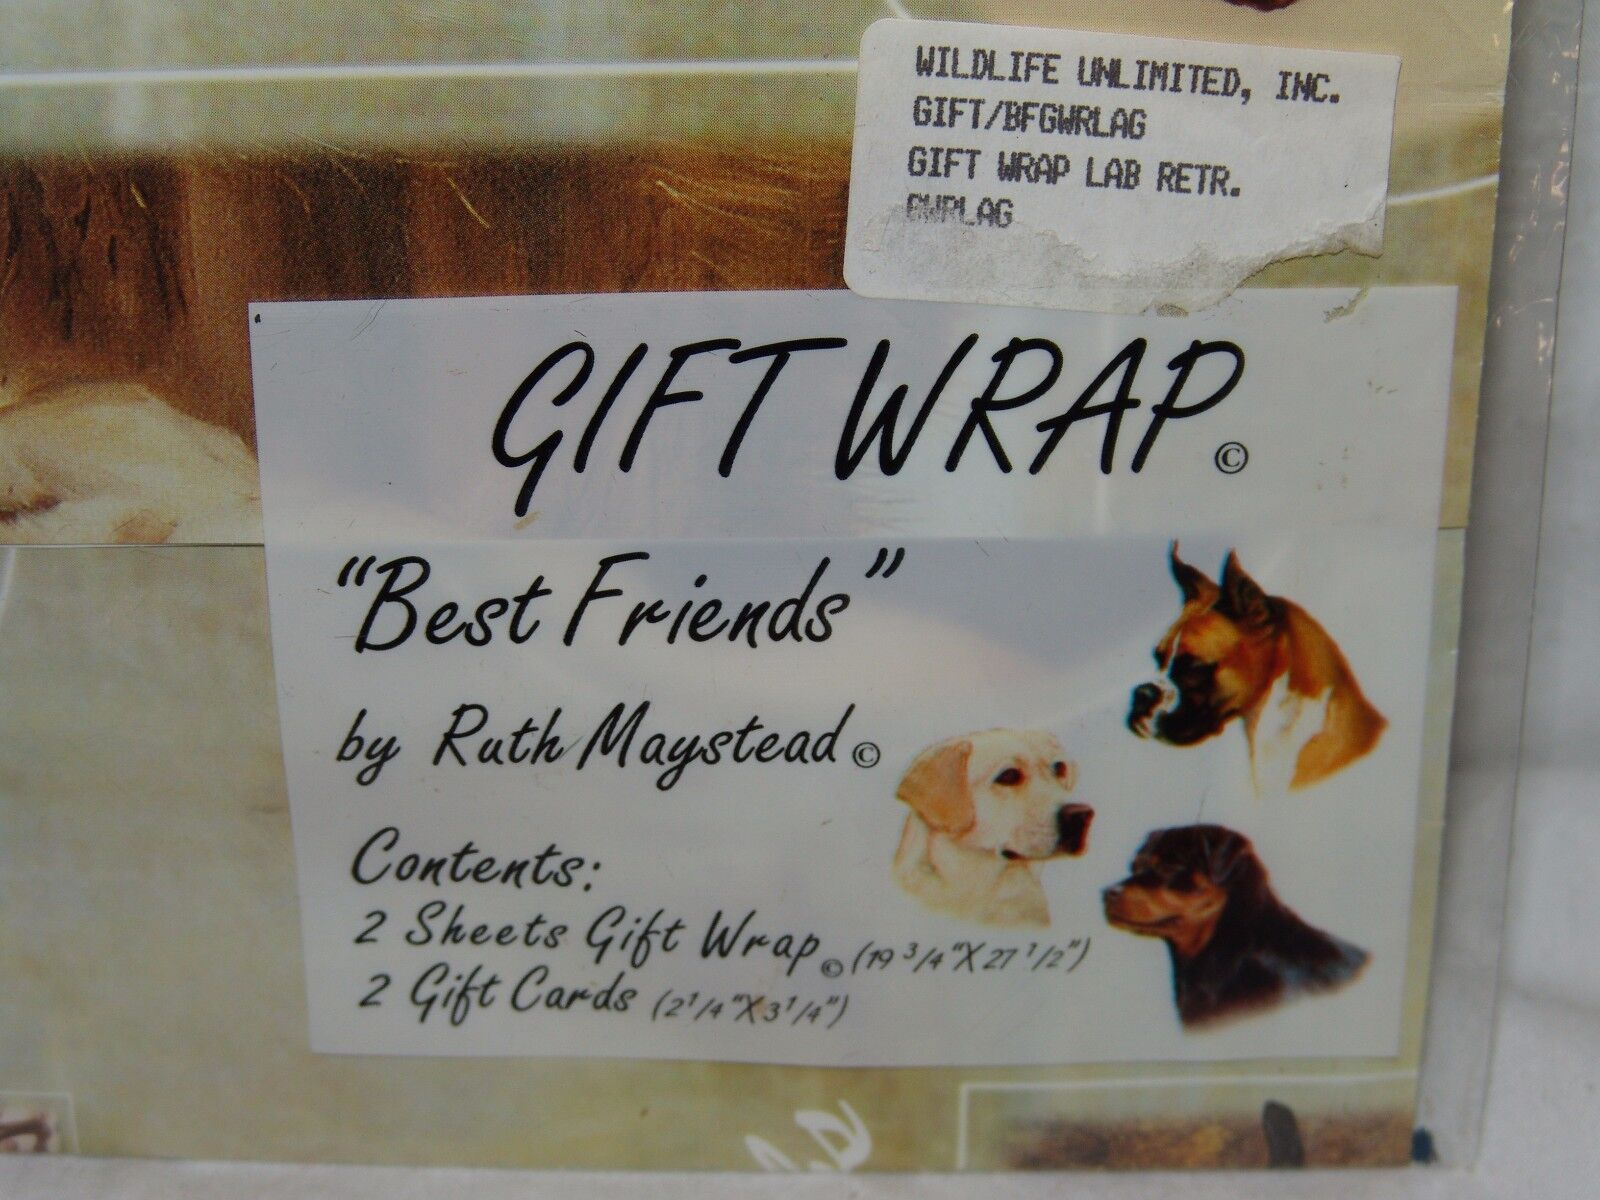 WILDLIFE UNLIMITED, INC.
GIFT/BFGWRLAG
GIFT WRAP LAB RETR.
GIFT WRAP ©
“Best Friends”
by Ruth Maystead ©
Contents:
2 Sheets Gift Wrap © (19 3/4"X 27 1/2")
2 Gift Cards (2 1/4"X 3 1/4")